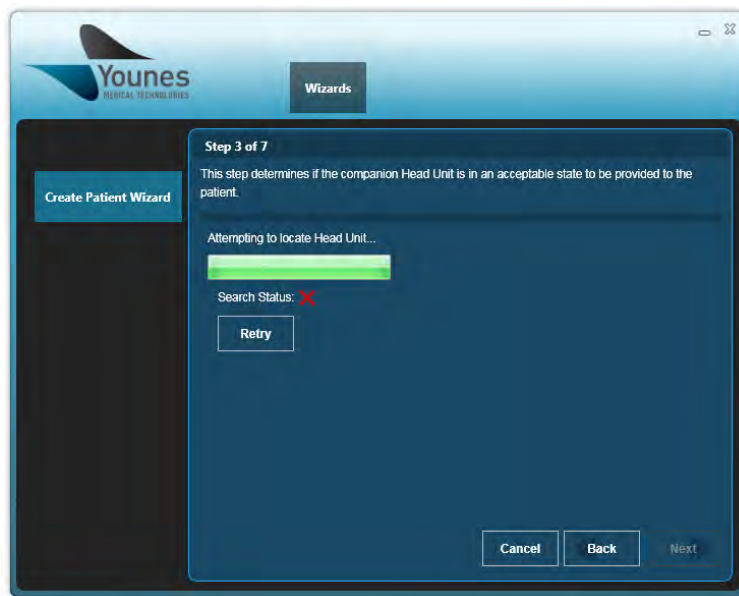 Younes
MEDICAL TECHNOLOGIES
Wizards
Create Patient Wizard
Step 3 of 7
This step determines if the companion Head Unit is in an acceptable state to be provided to the
patient.
Attempting to locate Head Unit...
Search Status:
Retry
Cancel
Back
Next